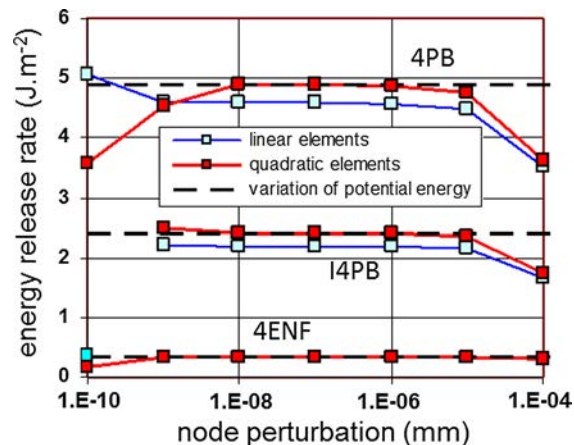 energy release rate (J.m-2)
6
5
4
3
2
1
0
4PB
linear elements
quadratic elements
variation of potential energy
I4PB
4ENF
1.E-10 1.E-08 1.E-06 1.E-04
node perturbation (mm)